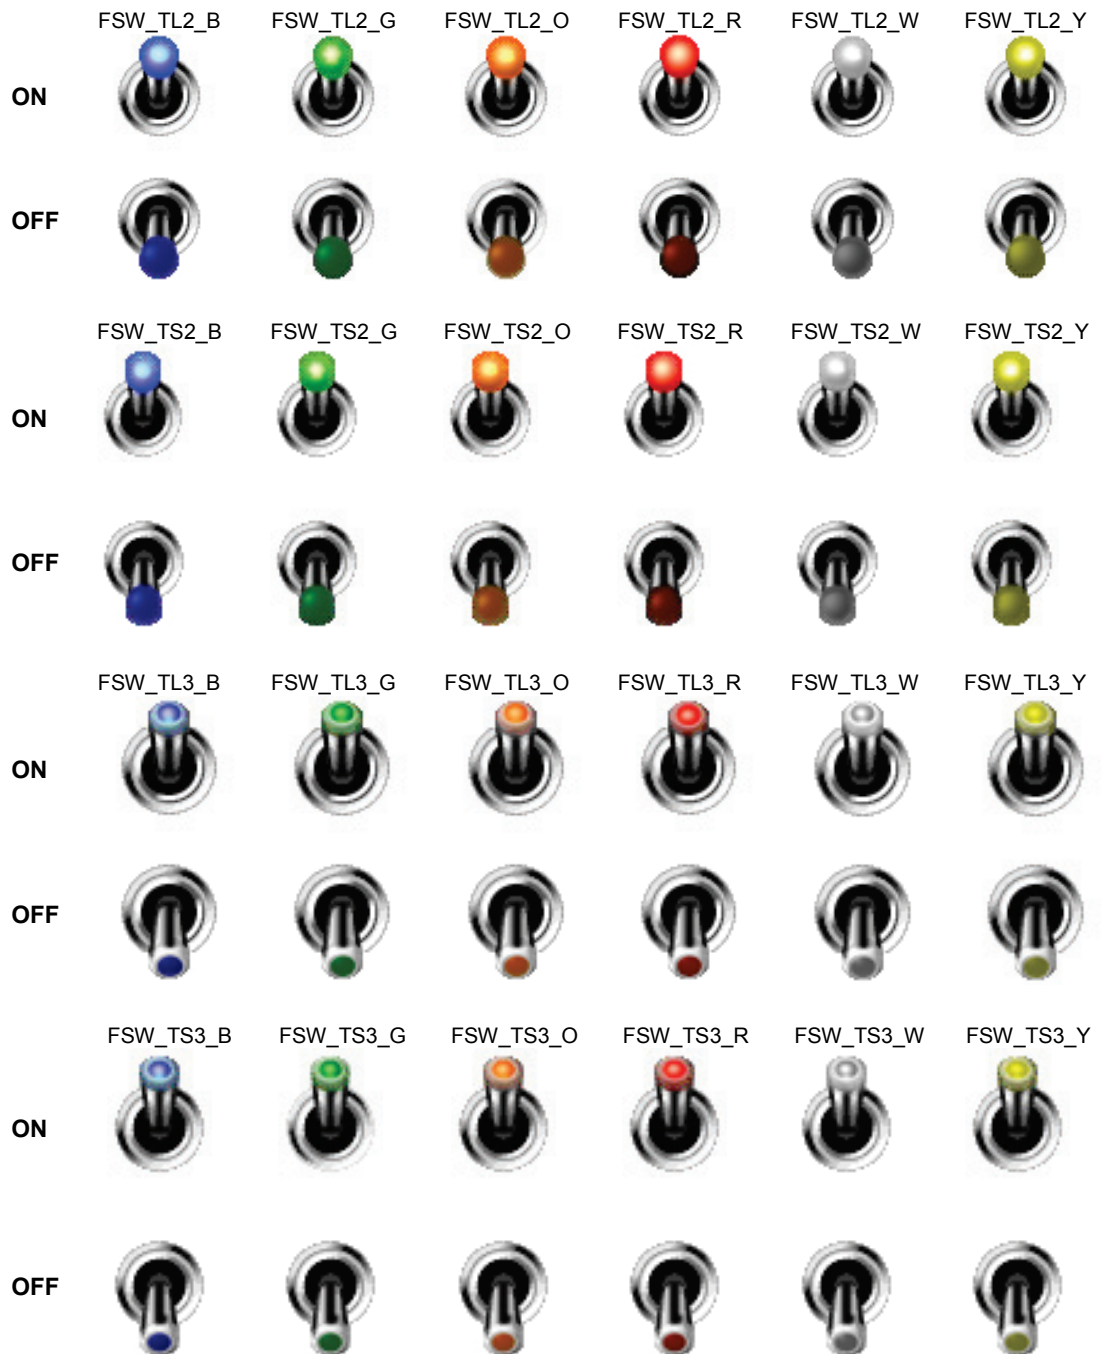 FSW_TL2_B FSW_TL2_G FSW_TL2_O FSW_TL2_R FSW_TL2_W FSW_TL2_Y
ON
OFF
FSW_TS2_B FSW_TS2_G FSW_TS2_O FSW_TS2_R FSW_TS2_W FSW_TS2_Y
ON
OFF
FSW_TL3_B FSW_TL3_G FSW_TL3_O FSW_TL3_R FSW_TL3_W FSW_TL3_Y
ON
OFF
FSW_TS3_B FSW_TS3_G FSW_TS3_O FSW_TS3_R FSW_TS3_W FSW_TS3_Y
ON
OFF